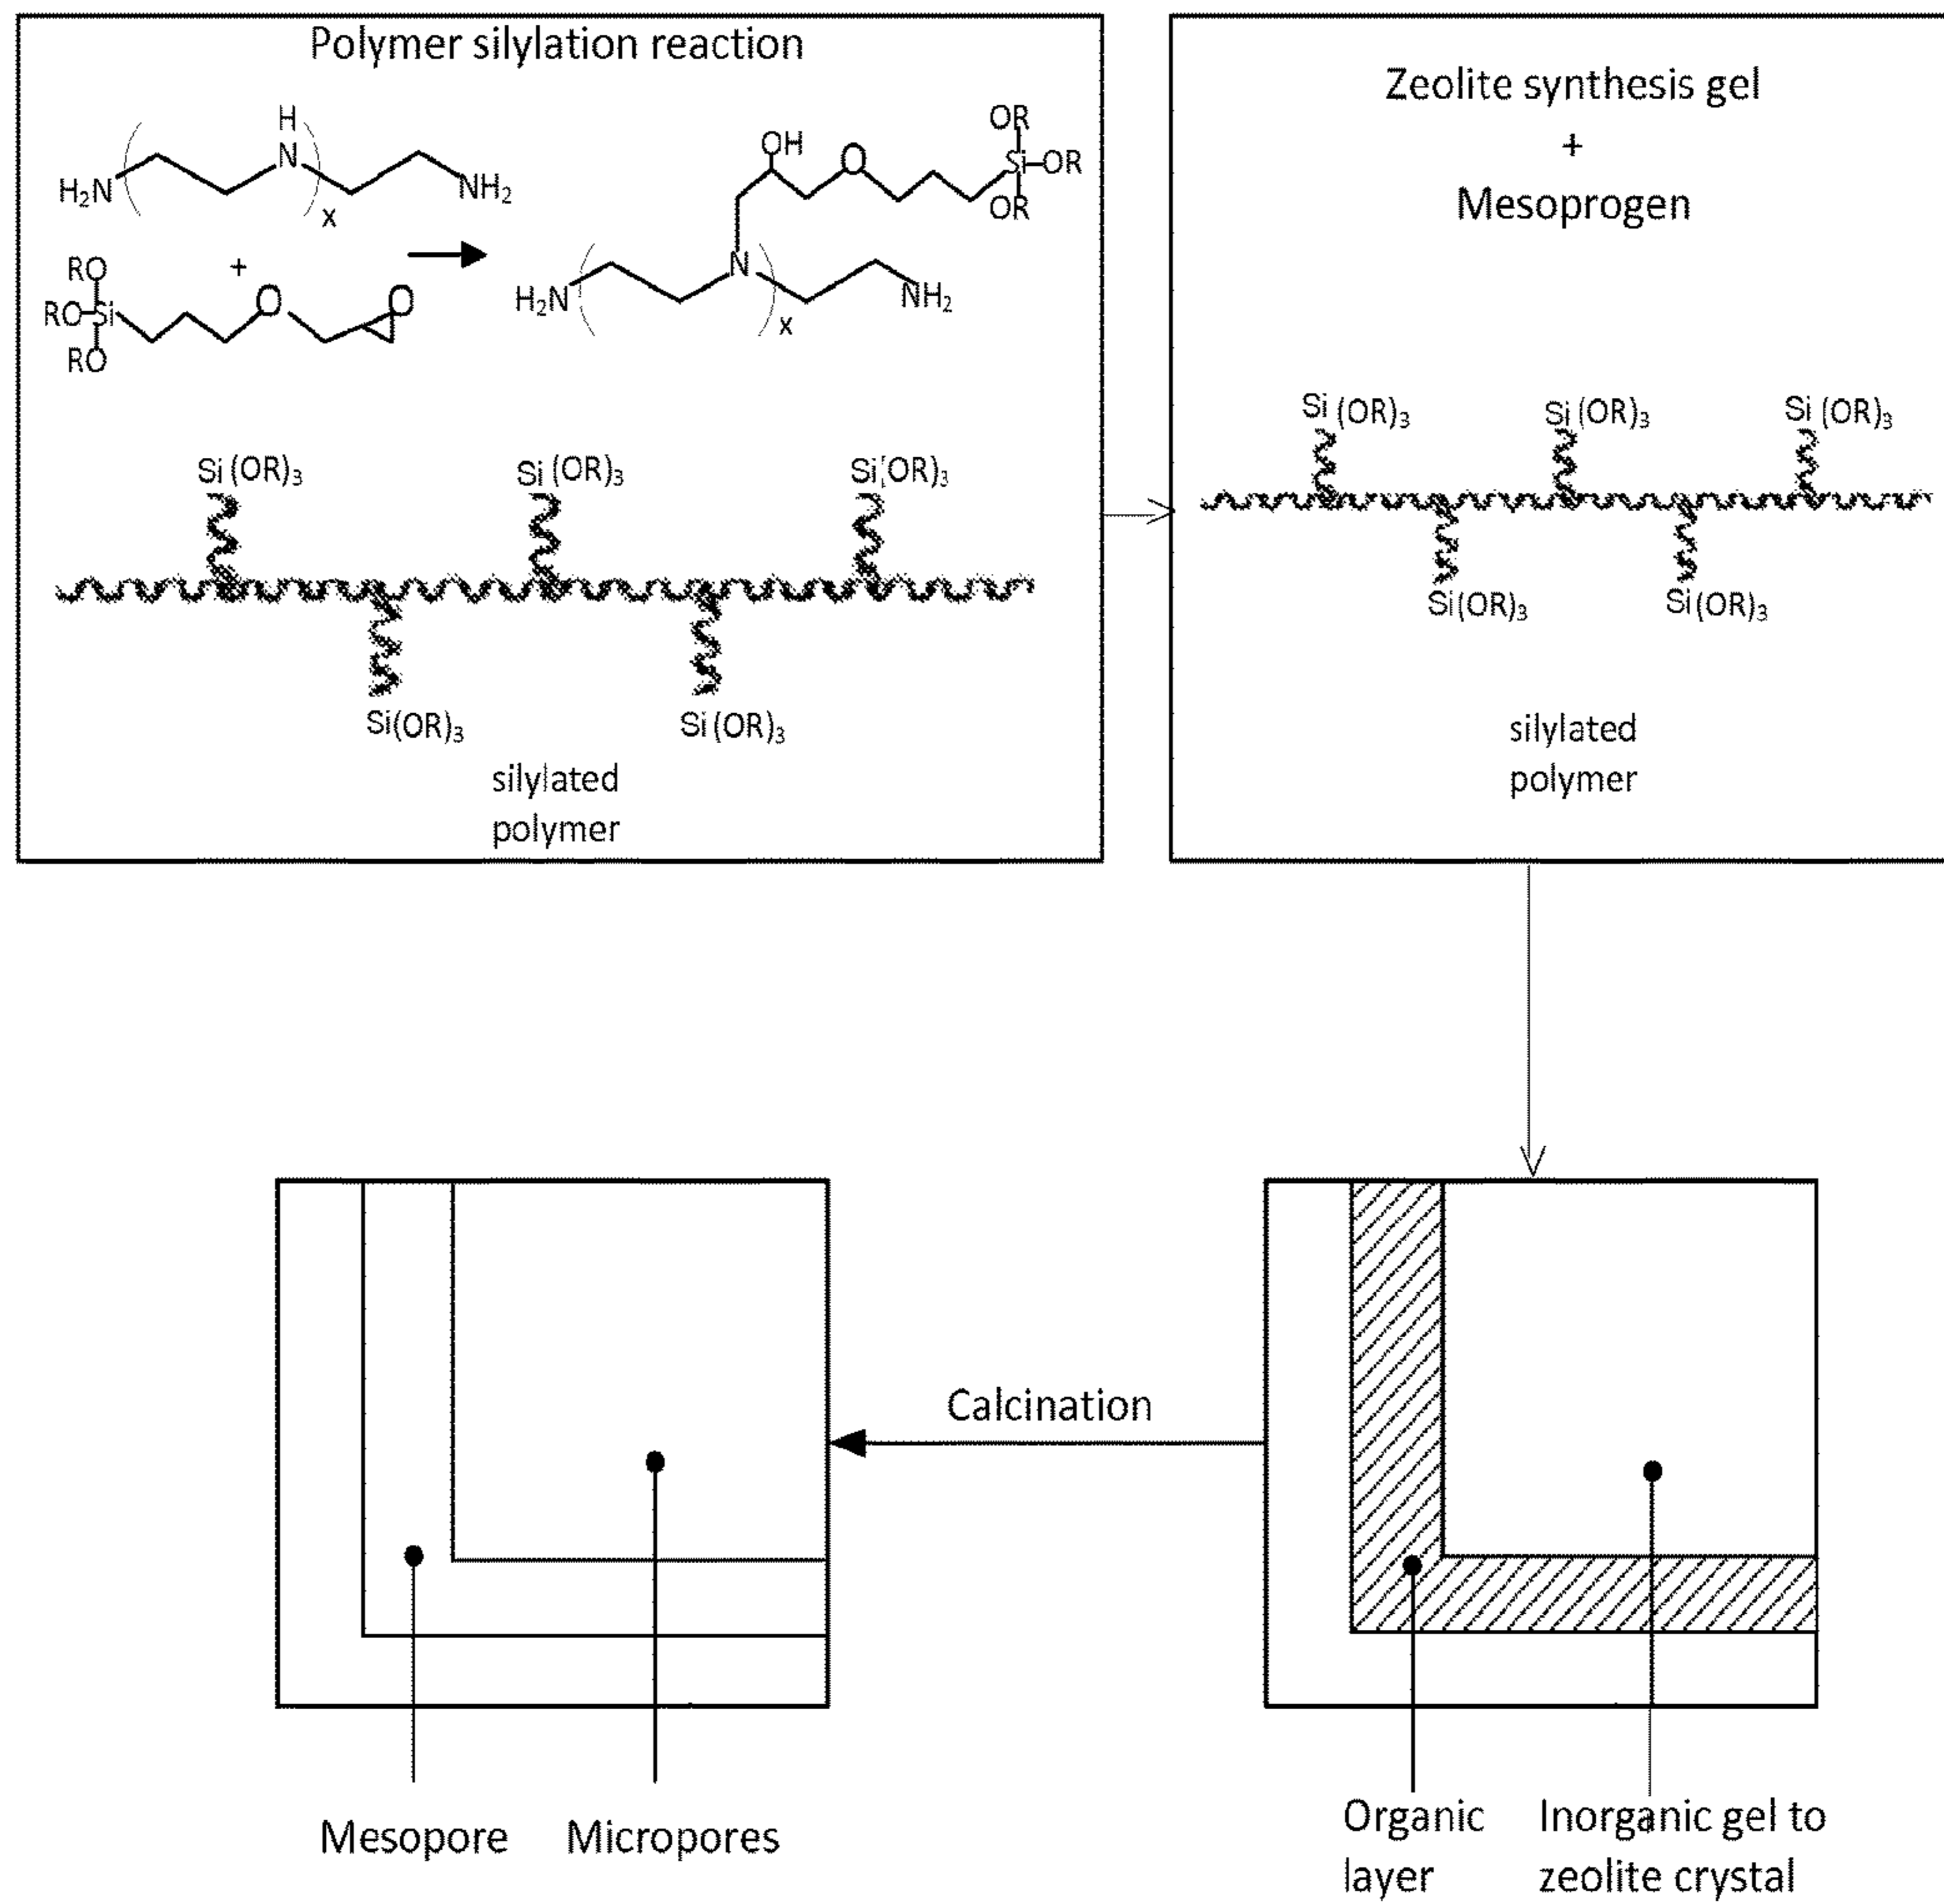 Polymer silylation reaction
H
N
H₂N
NH₂
x
+
RO
RO Si O O
RO
OR
OH O Si OR
OR
N
H₂N NH₂
x
Si(OR)₃ Si(OR)₃ Si(OR)₃
Si(OR)₃ Si(OR)₃
silylated
polymer
Zeolite synthesis gel
+
Mesoprogen
Si(OR)₃ Si(OR)₃ Si(OR)₃
Si(OR)₃ Si(OR)₃
silylated
polymer
Calcination
Mesopore Micropores
Organic
layer
Inorganic gel to
zeolite crystal